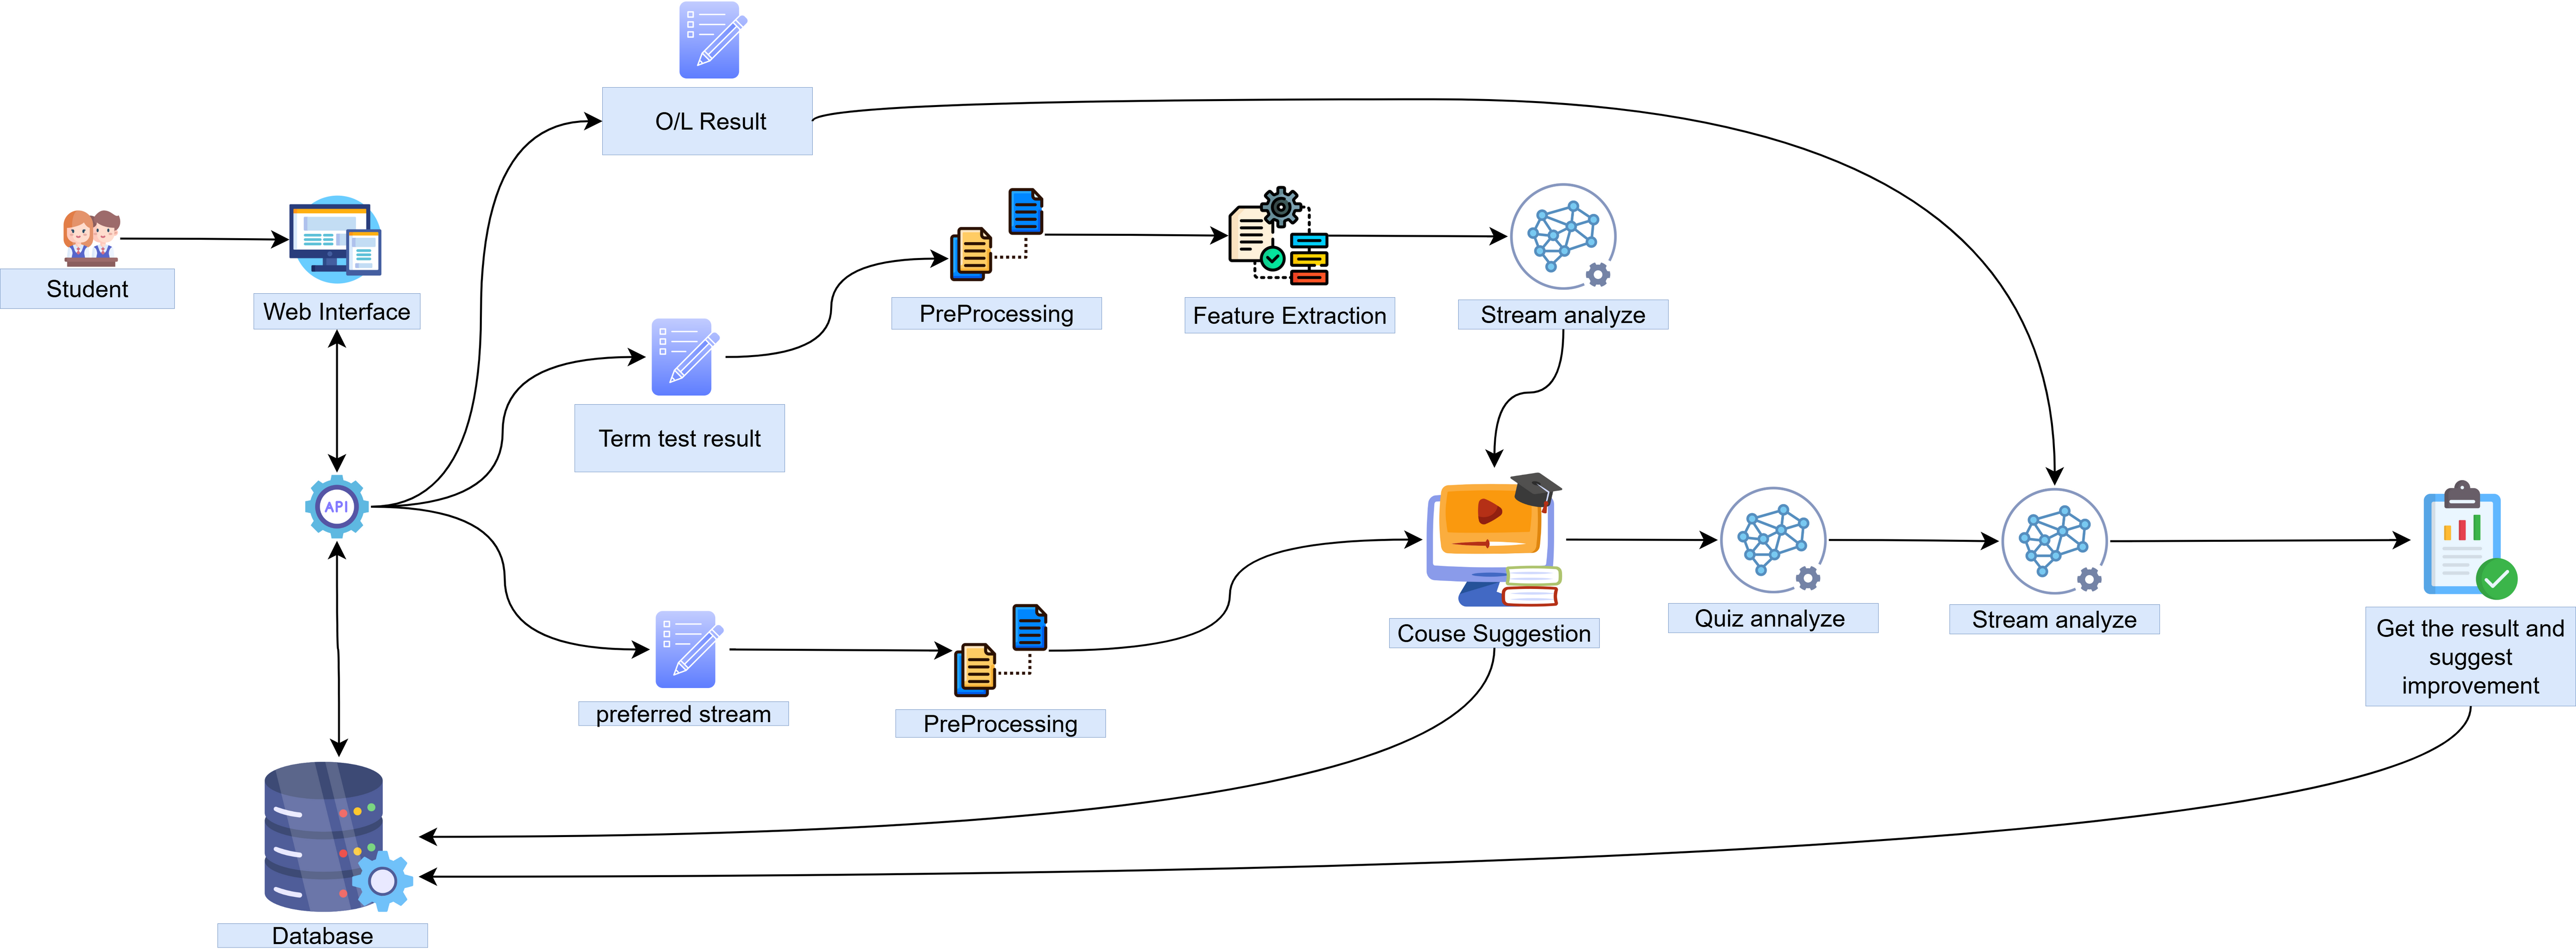 O/L Result
Student
Web Interface
PreProcessing
Feature Extraction
Stream analyze
Term test result
API
Couse Suggestion
Quiz annalyze
Stream analyze
Get the result and
suggest
improvement
preferred stream
PreProcessing
Database